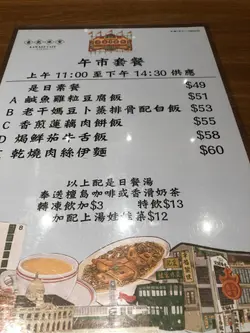 午市套餐
上午 11:00 至下午 14:30 供應
是日素餐 $49
A 鹹魚雞粒豆腐飯 $51
B 老干媽豆卜蒸排骨配白飯 $53
C 香煎蓮藕肉餅飯 $55
D 焗鮮茄牛舌飯 $58
乾燒肉絲伊麵 $60
以上配是日餐湯
奉送檀島咖啡或香滑奶茶
轉凍飲加$3 特飲$13
加配上湯娃娃菜$12